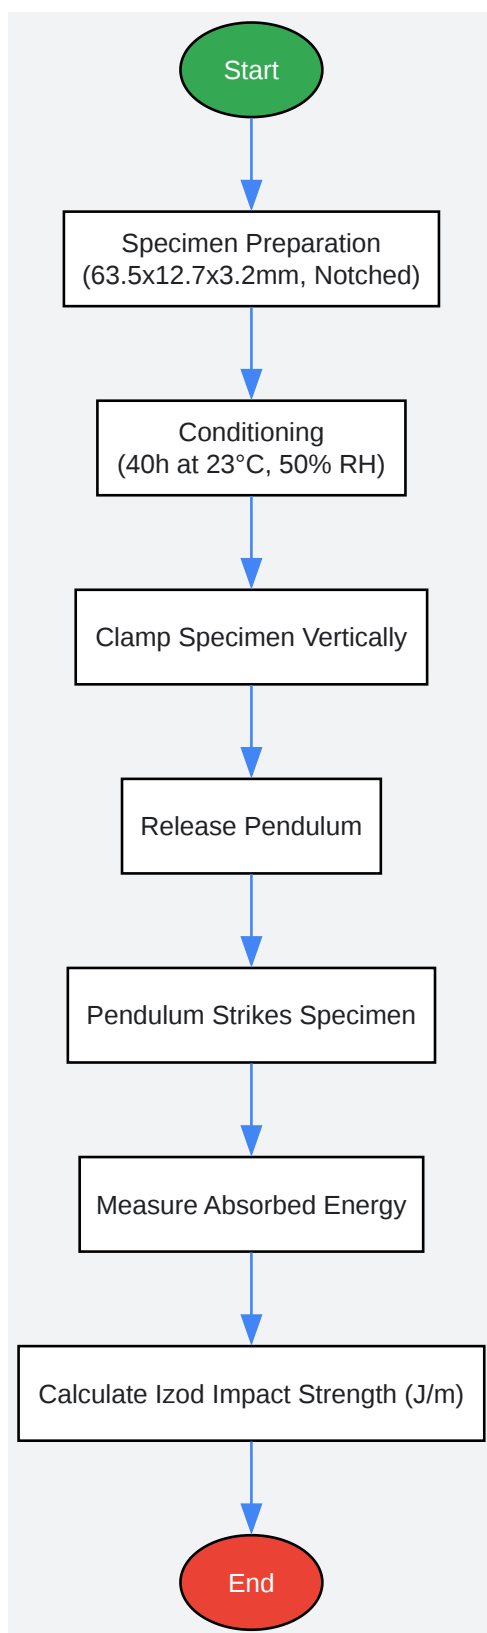 Start
Specimen Preparation
(63.5x12.7x3.2mm, Notched)
Conditioning
(40h at 23°C, 50% RH)
Clamp Specimen Vertically
Release Pendulum
Pendulum Strikes Specimen
Measure Absorbed Energy
Calculate Izod Impact Strength (J/m)
End